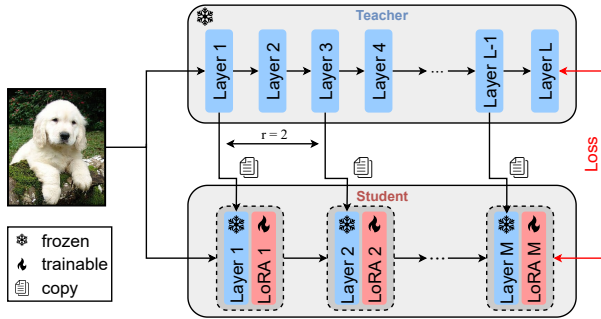 Teacher
Layer 1
Layer 2
Layer 3
Layer 4
...
Layer L-1
Layer L
r = 2
Loss
Student
Layer 1
LoRA 1
Layer 2
LoRA 2
...
Layer M
LoRA M
frozen
trainable
copy